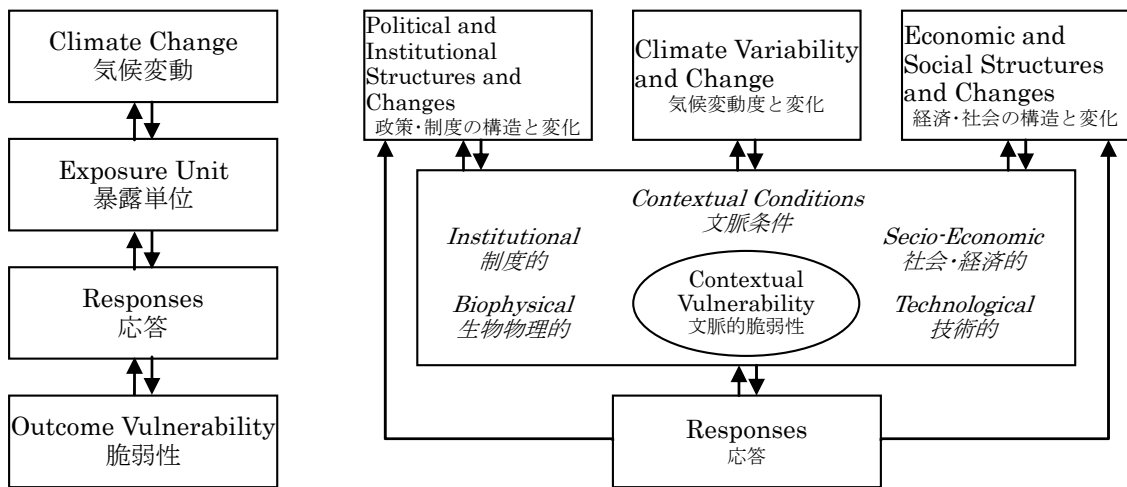 Climate Change
気候変動
Exposure Unit
暴露単位
Responses
応答
Outcome Vulnerability
脆弱性
Political and
Institutional
Structures and
Changes
政策・制度の構造と変化
Climate Variability
and Change
気候変動度と変化
Economic and
Social Structures
and Changes
経済・社会の構造と変化
Contextual Conditions
文脈条件
Institutional
制度的
Secio-Economic
社会・経済的
Contextual
Vulnerability
文脈的脆弱性
Biophysical
生物物理的
Technological
技術的
Responses
応答